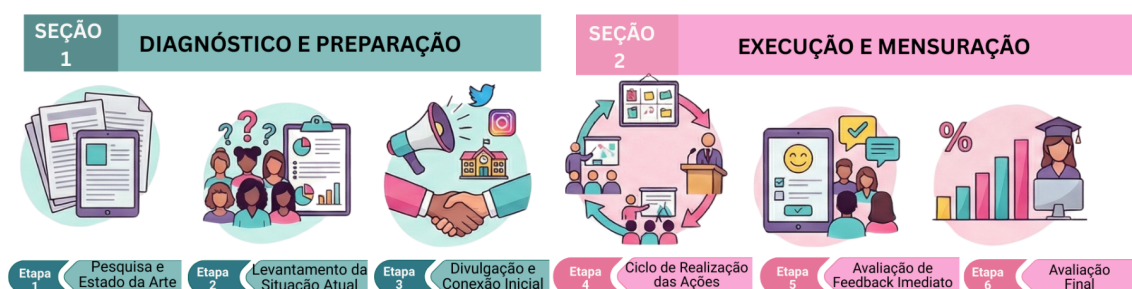 SEÇÃO
1
DIAGNÓSTICO E PREPARAÇÃO
SEÇÃO
2
EXECUÇÃO E MENSURAÇÃO
?
?
?
%
Etapa
1
Pesquisa e
Estado da Arte
Etapa
2
Levantamento da
Situação Atual
Etapa
3
Divulgação e
Conexão Inicial
Etapa
4
Ciclo de Realização
das Ações
Etapa
5
Avaliação de
Feedback Imediato
Etapa
6
Avaliação
Final